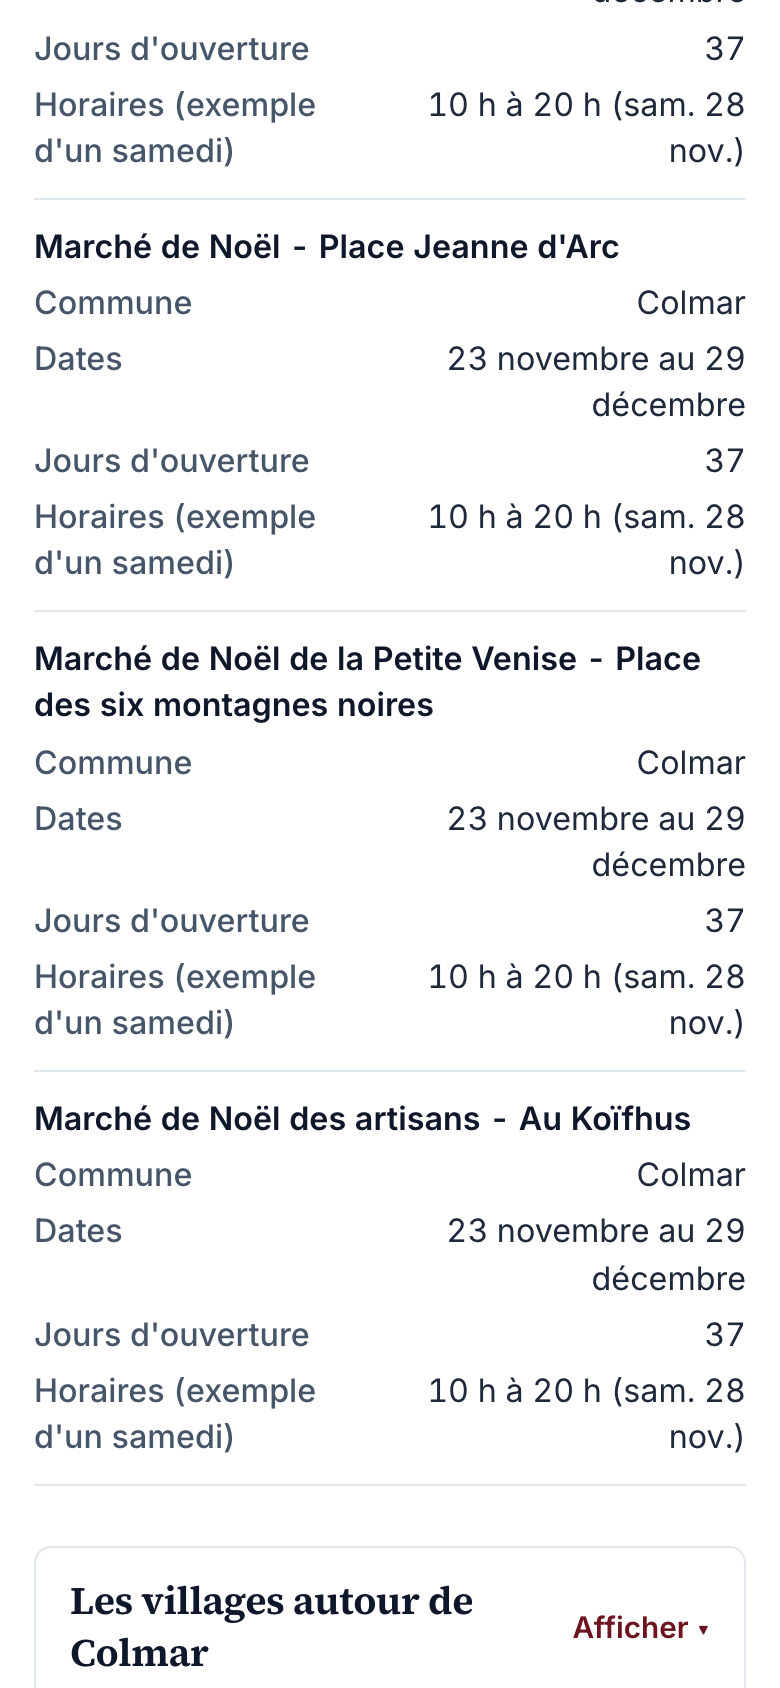 décembre
Jours d'ouverture 37
Horaires (exemple 10 h à 20 h (sam. 28
d'un samedi) nov.)
Marché de Noël - Place Jeanne d'Arc
Commune Colmar
Dates 23 novembre au 29
décembre
Jours d'ouverture 37
Horaires (exemple 10 h à 20 h (sam. 28
d'un samedi) nov.)
Marché de Noël de la Petite Venise - Place
des six montagnes noires
Commune Colmar
Dates 23 novembre au 29
décembre
Jours d'ouverture 37
Horaires (exemple 10 h à 20 h (sam. 28
d'un samedi) nov.)
Marché de Noël des artisans - Au Koïfhus
Commune Colmar
Dates 23 novembre au 29
décembre
Jours d'ouverture 37
Horaires (exemple 10 h à 20 h (sam. 28
d'un samedi) nov.)
Les villages autour de
Colmar
Afficher ▾